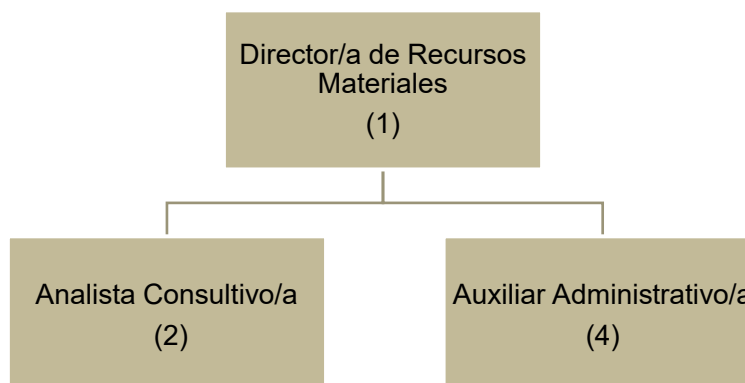 Director/a de Recursos
Materiales
(1)
Analista Consultivo/a
(2)
Auxiliar Administrativo/a
(4)